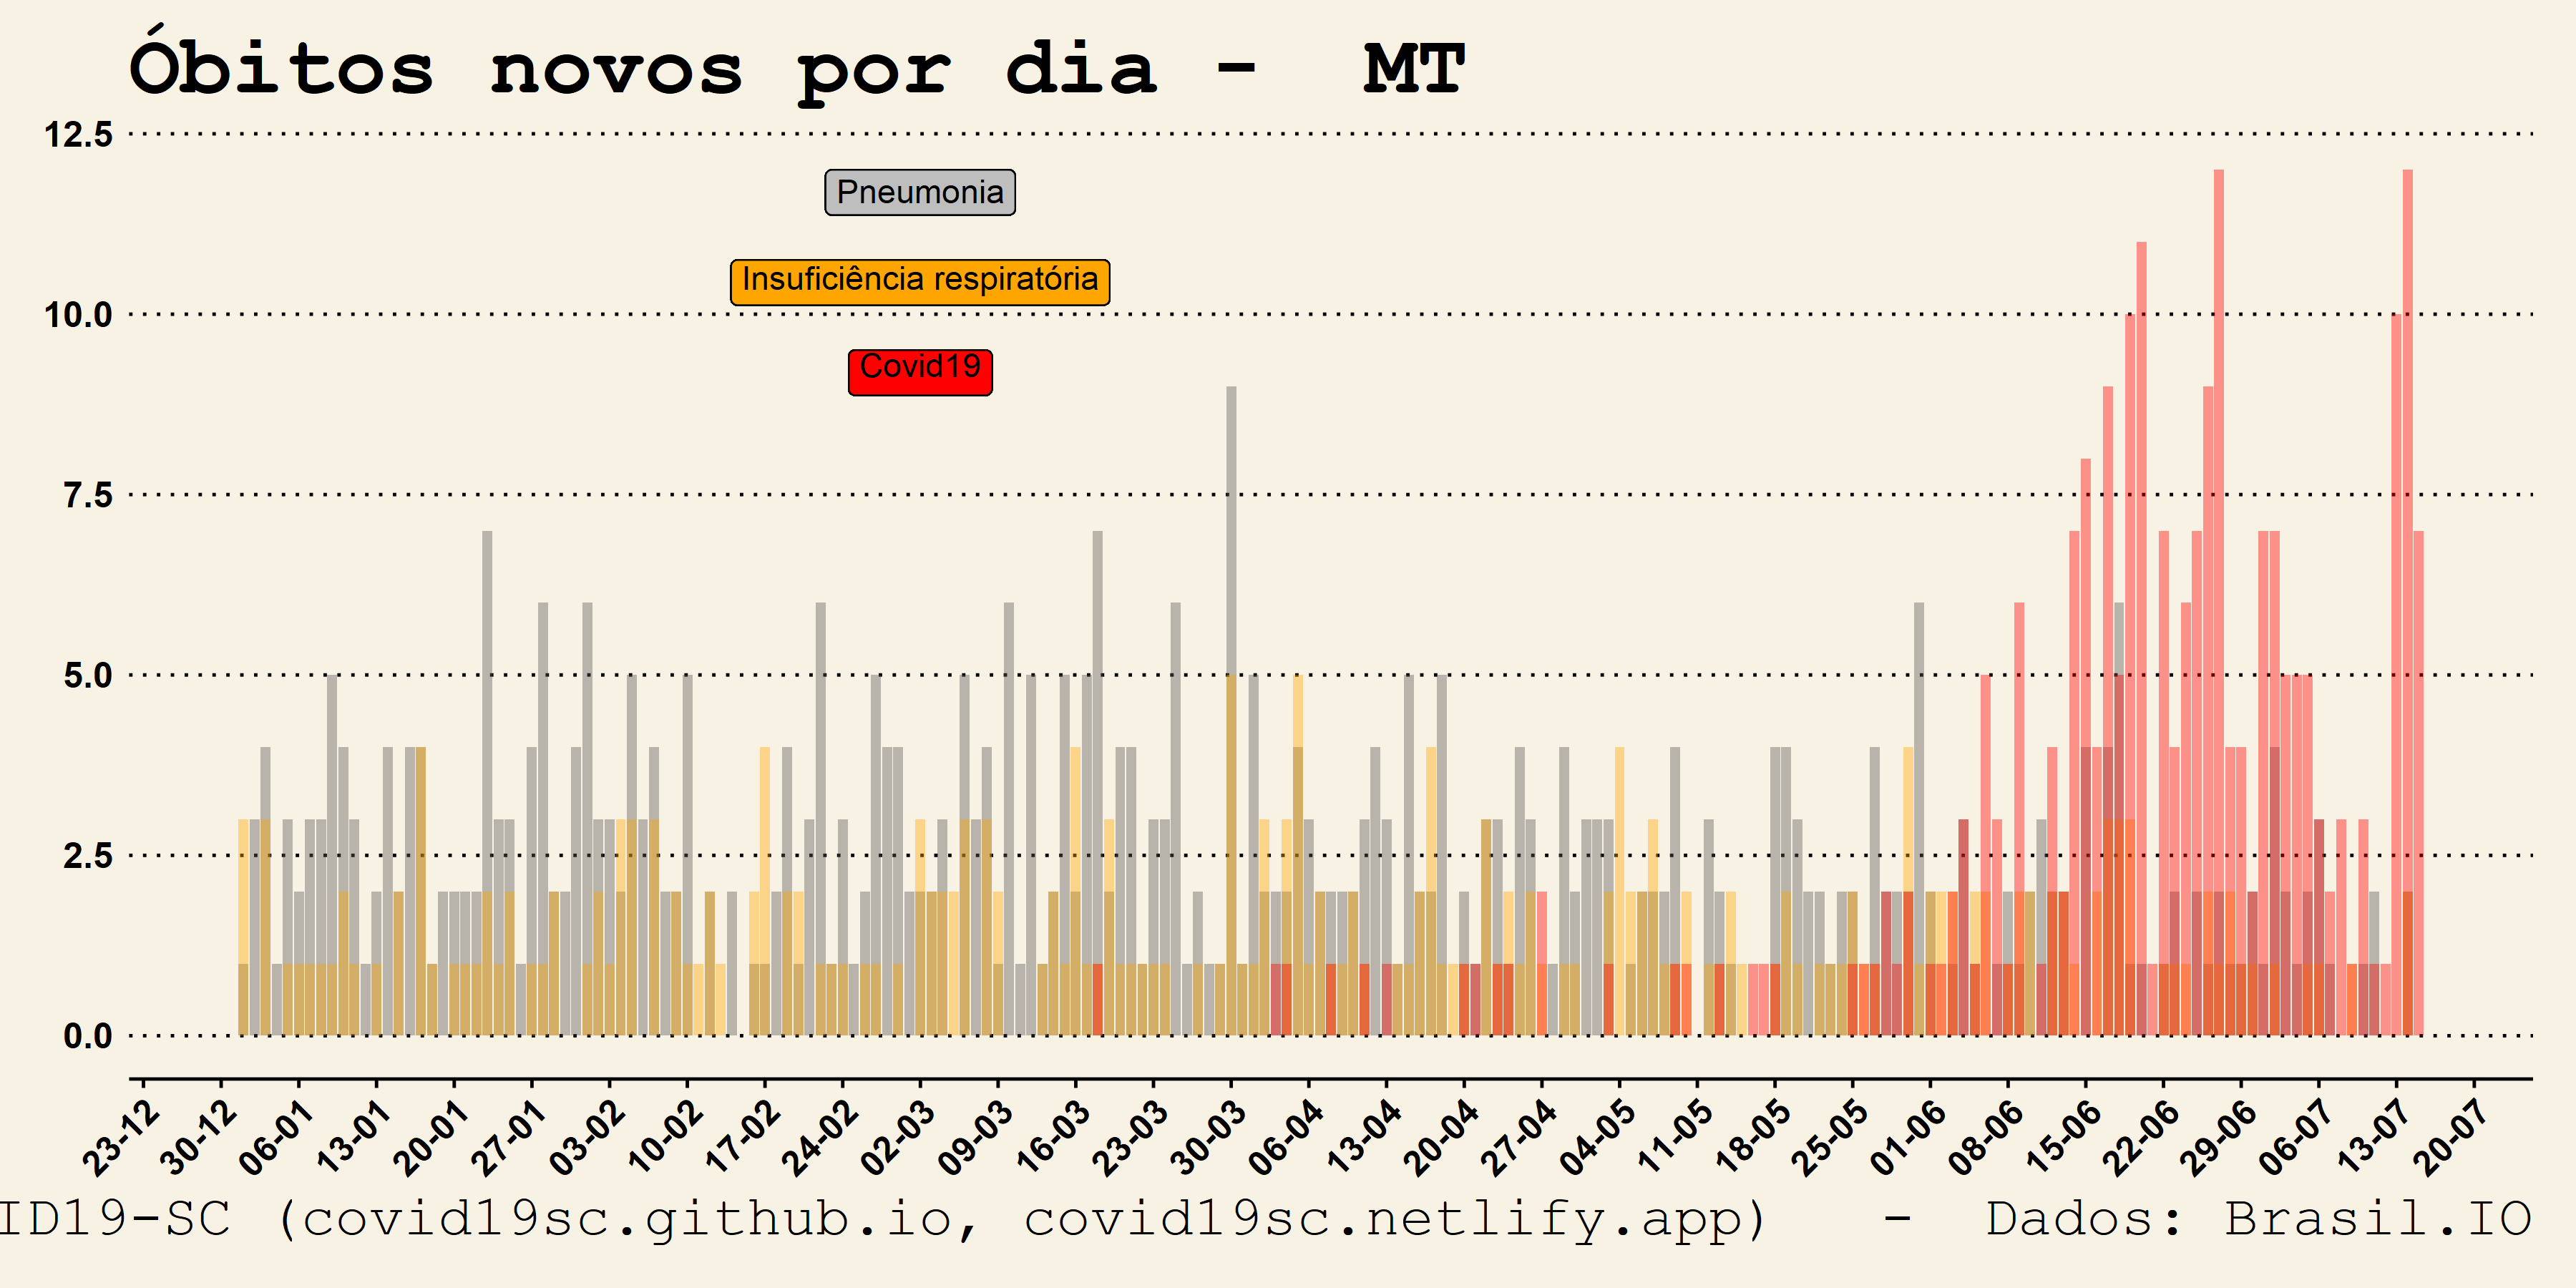 Óbitos novos por dia - MT
12.5
Pneumonia
Insuficiência respiratória
10.0
Covid19
7.5
5.0
2.5
0.0
23-12 30-12 06-01 13-01 20-01 27-01 03-02 10-02 17-02 24-02 02-03 09-03 16-03 23-03 30-03 06-04 13-04 20-04 27-04 04-05 11-05 18-05 25-05 01-06 08-06 15-06 22-06 29-06 06-07 13-07 20-07
ID19-SC (covid19sc.github.io, covid19sc.netlify.app) - Dados: Brasil.IO